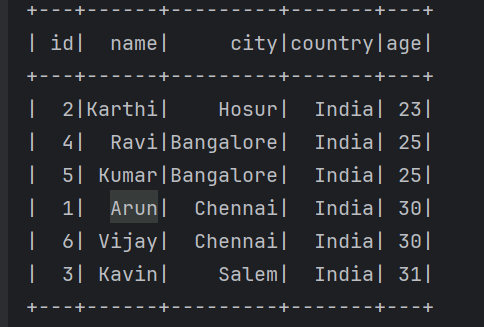 +---+------+---------+-------+---+
| id|  name|     city|country|age|
+---+------+---------+-------+---+
|  2|Karthi|    Hosur|  India| 23|
|  4|  Ravi|Bangalore|  India| 25|
|  5| Kumar|Bangalore|  India| 25|
|  1|  Arun|  Chennai|  India| 30|
|  6| Vijay|  Chennai|  India| 30|
|  3| Kavin|    Salem|  India| 31|
+---+------+---------+-------+---+